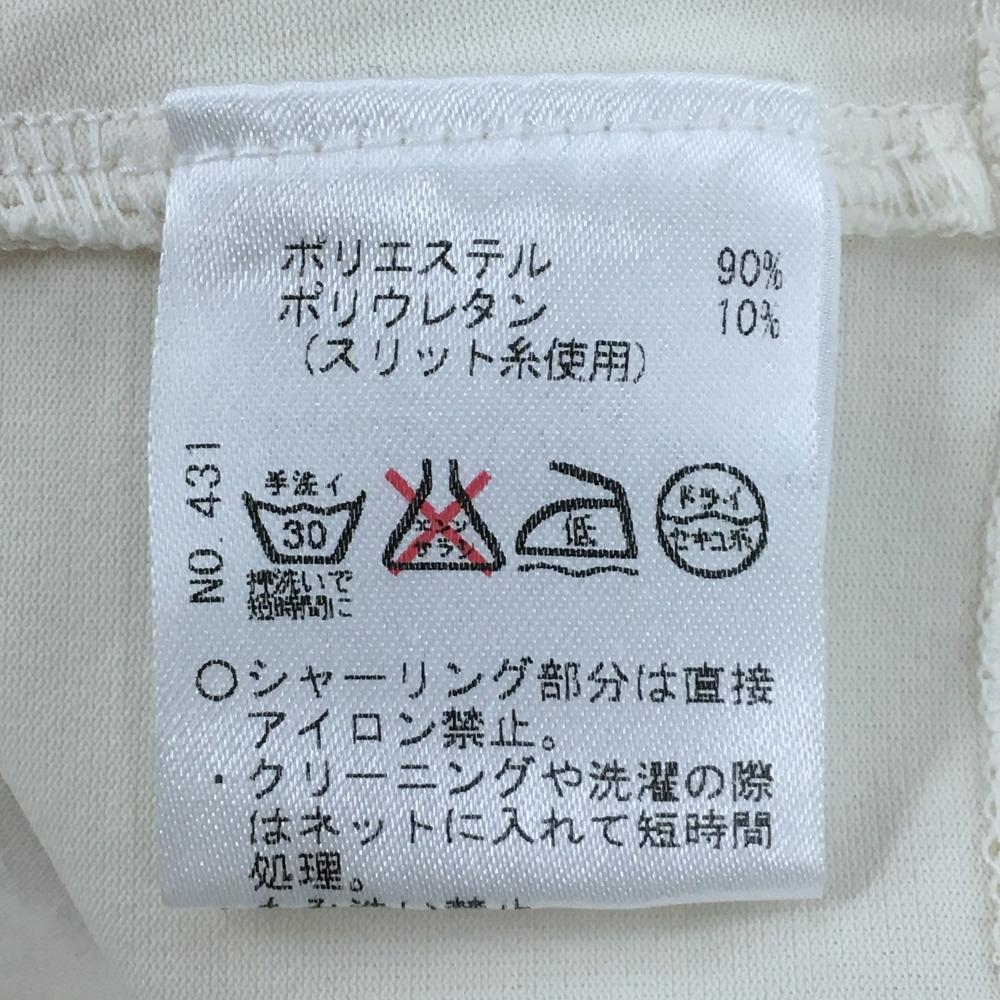 ポリエステル 90%
ポリウレタン 10%
(スリット糸使用)
NO. 431
手洗イ
30
押洗いで
短時間に
エンソ
サラシ
低
ドライ
セキユ系
○シャーリング部分は直接
アイロン禁止。
・クリーニングや洗濯の際
はネットに入れて短時間
処理。